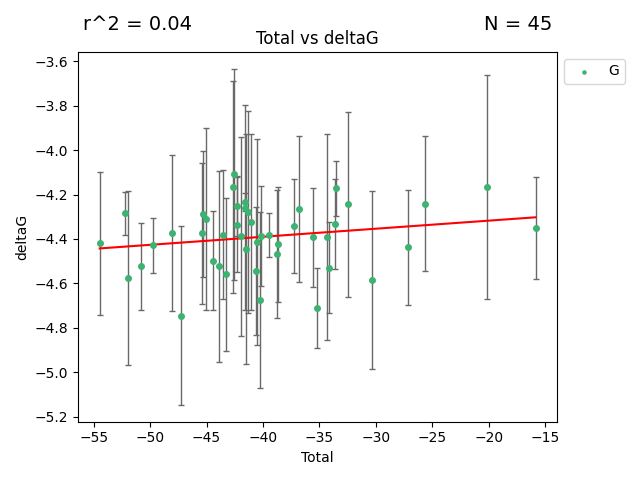 r^2 = 0.04
N = 45
Total vs deltaG
G
−3.6
−3.8
−4.0
−4.2
−4.4
−4.6
−4.8
−5.0
−5.2
deltaG
−55 −50 −45 −40 −35 −30 −25 −20 −15
Total